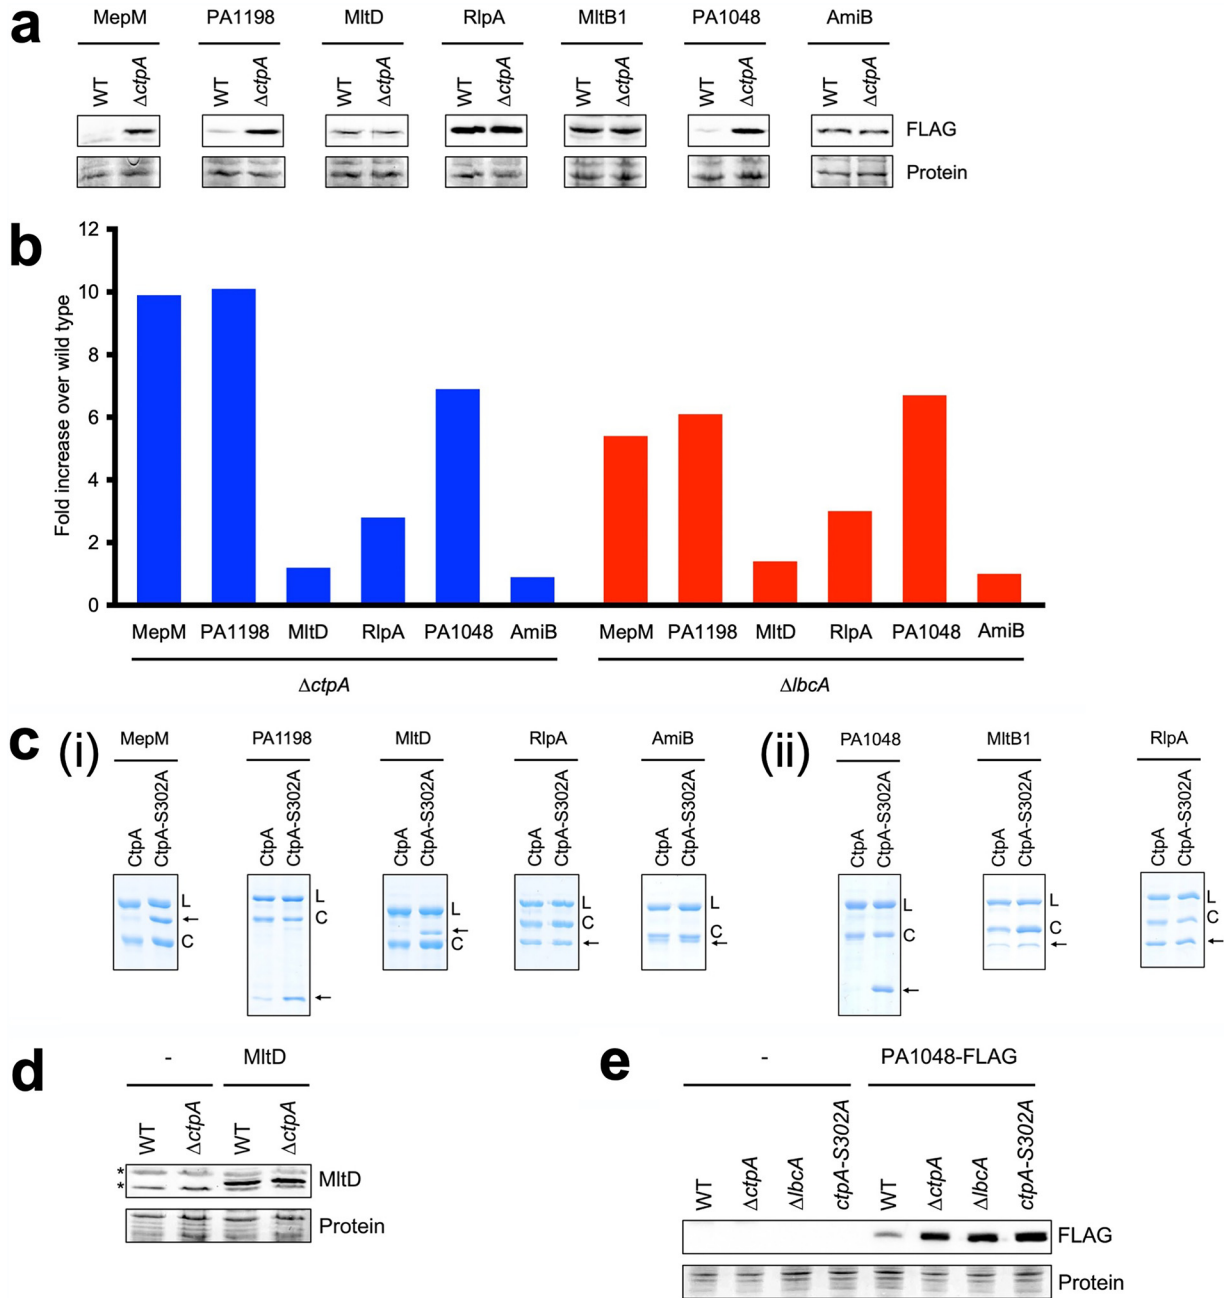 a
MepM PA1198 MltD RlpA MltB1 PA1048 AmiB
WT ΔctpA WT ΔctpA WT ΔctpA WT ΔctpA WT ΔctpA WT ΔctpA WT ΔctpA
FLAG
Protein
b
Fold increase over wild type
12
10
8
6
4
2
0
MepM PA1198 MltD RlpA PA1048 AmiB MepM PA1198 MltD RlpA PA1048 AmiB
ΔctpA ΔlbcA
c (i) MepM PA1198 MltD RlpA AmiB (ii) PA1048 MltB1 RlpA
CtpA CtpA-S302A CtpA CtpA-S302A CtpA CtpA-S302A CtpA CtpA-S302A CtpA CtpA-S302A CtpA CtpA-S302A CtpA CtpA-S302A CtpA CtpA-S302A
L L L L L L L L
← ← ← ← ← ← ← ←
C C C C C C C C
d
- MltD
WT ΔctpA WT ΔctpA
*
* MltD
Protein
e
- PA1048-FLAG
WT ΔctpA ΔlbcA ctpA-S302A WT ΔctpA ΔlbcA ctpA-S302A
FLAG
Protein